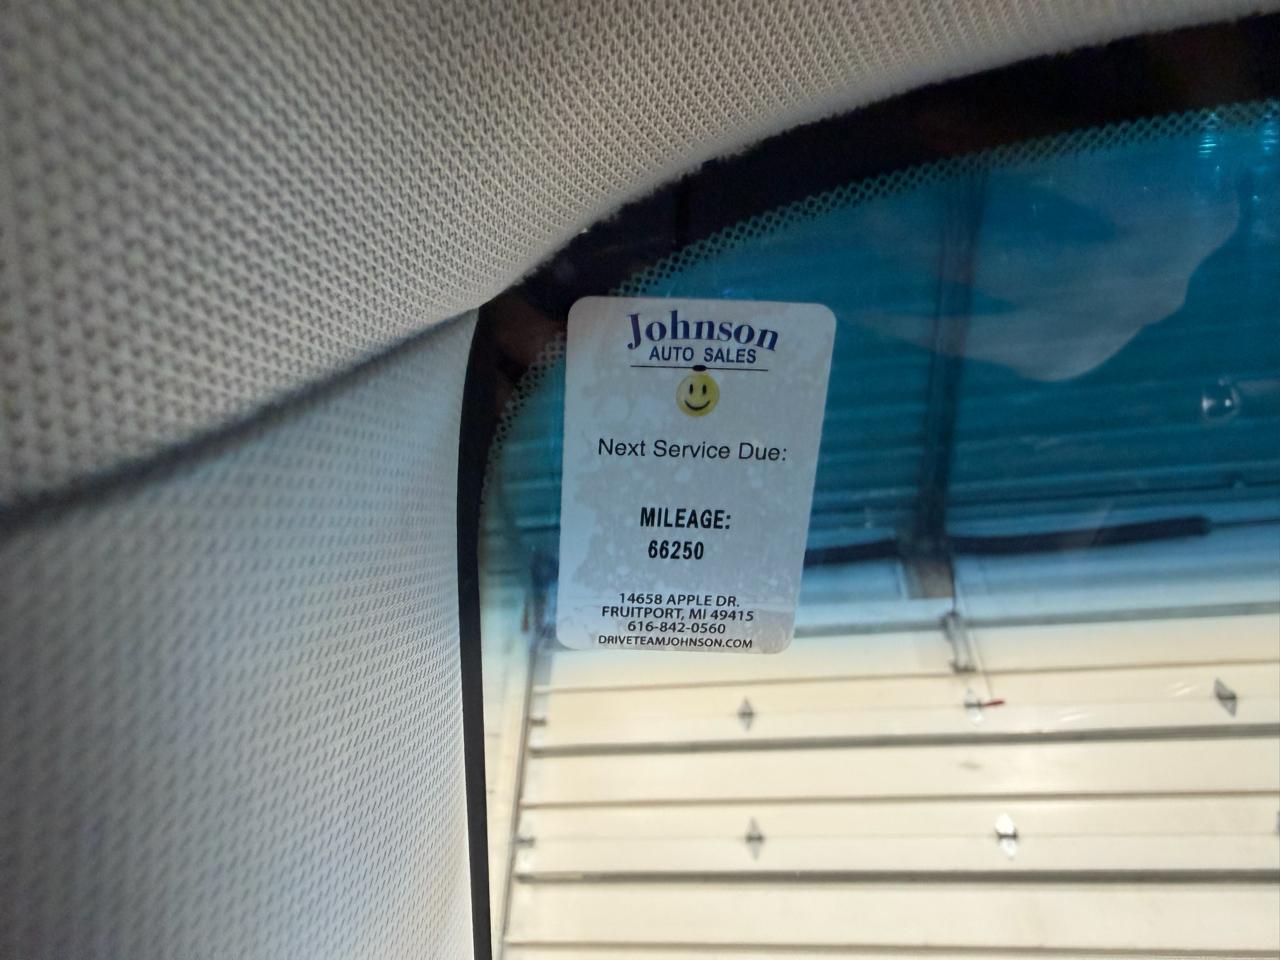 Johnson
AUTO SALES
Next Service Due:
MILEAGE:
66250
14658 APPLE DR.
FRUITPORT, MI 49415
616-842-0560
DRIVETEAMJOHNSON.COM